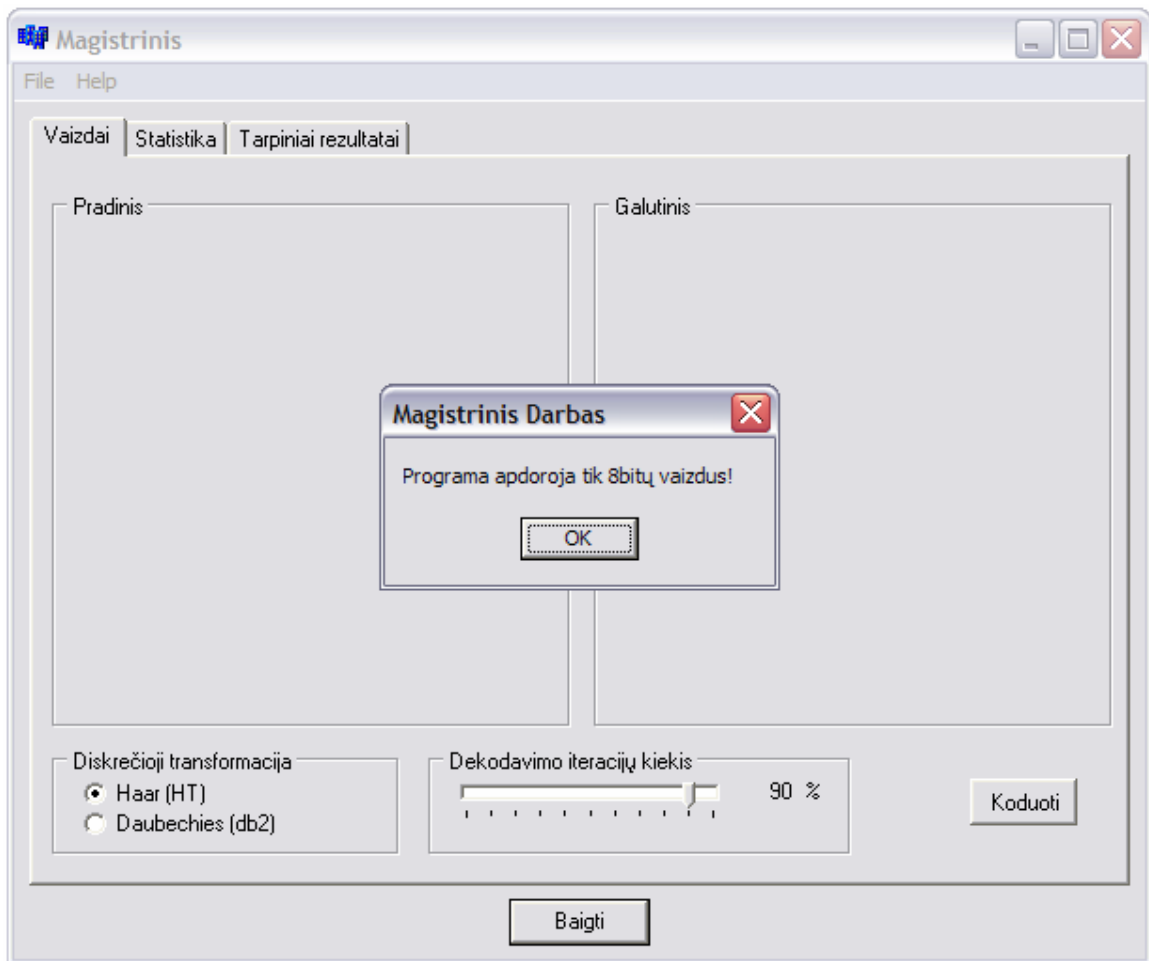 Magistrinis
File Help
Vaizdai Statistika Tarpiniai rezultatai
Pradinis
Galutinis
Magistrinis Darbas
Programa apdoroja tik 8bitų vaizdus!
OK
Diskrečioji transformacija
Haar (HT)
Daubechies (db2)
Dekodavimo iteracijų kiekis
90 %
Koduoti
Baigti